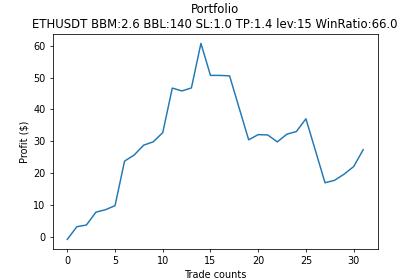 Portfolio
ETHUSDT BBM:2.6 BBL:140 SL:1.0 TP:1.4 lev:15 WinRatio:66.0
60
50
40
30
20
10
0
Profit ($)
0 5 10 15 20 25 30
Trade counts